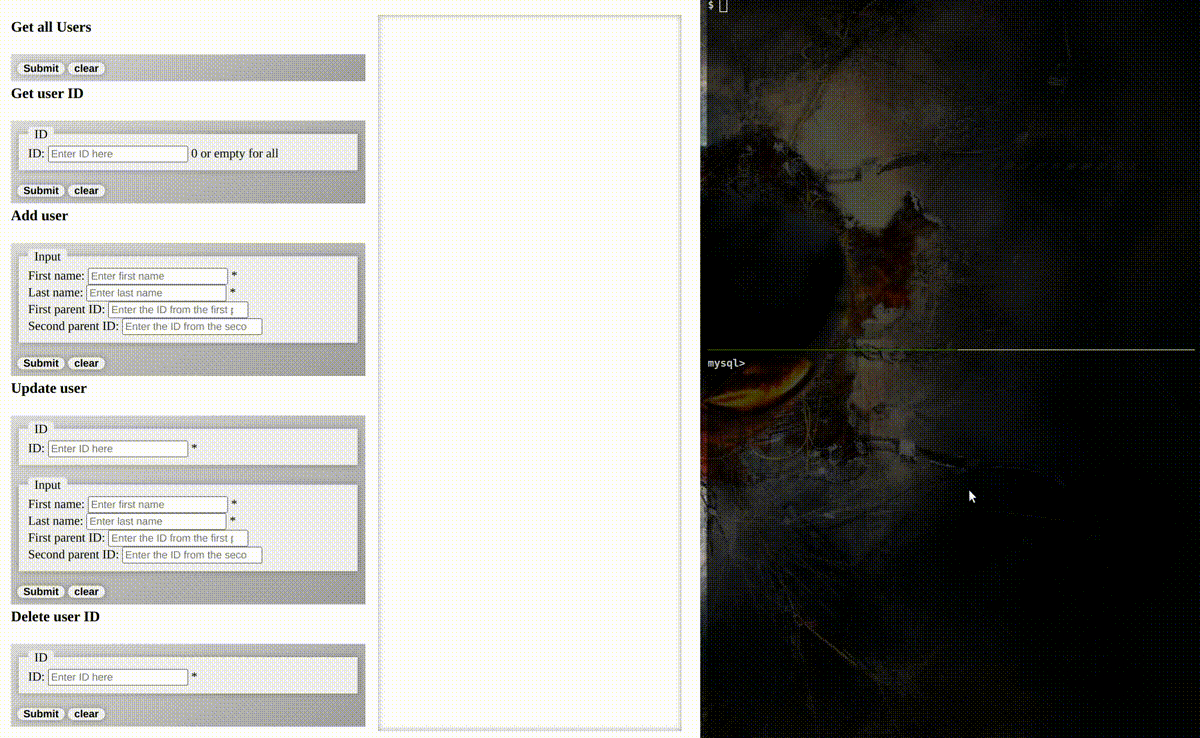 Get all Users
Submit clear
Get user ID
ID
ID: Enter ID here 0 or empty for all
Submit clear
Add user
Input
First name: Enter first name *
Last name: Enter last name *
First parent ID: Enter the ID from the first
Second parent ID: Enter the ID from the seco
Submit clear
Update user
ID
ID: Enter ID here *
Input
First name: Enter first name *
Last name: Enter last name *
First parent ID: Enter the ID from the first
Second parent ID: Enter the ID from the seco
Submit clear
Delete user ID
ID
ID: Enter ID here *
Submit clear
$
mysql>